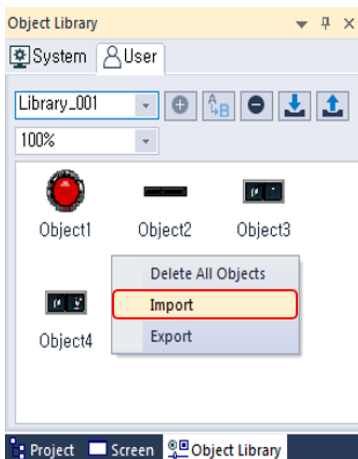 Object Library
System User
Library_001
A B
100%
Object1 Object2 Object3
Delete All Objects
Import
Object4
Export
Project Screen Object Library